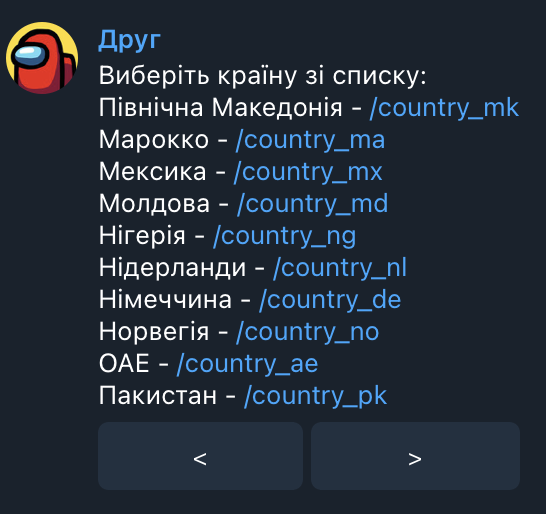 Друг
Виберіть країну зі списку:
Північна Македонія - /country_mk
Марокко - /country_ma
Мексика - /country_mx
Молдова - /country_md
Нігерія - /country_ng
Нідерланди - /country_nl
Німеччина - /country_de
Норвегія - /country_no
ОАЕ - /country_ae
Пакистан - /country_pk
< >